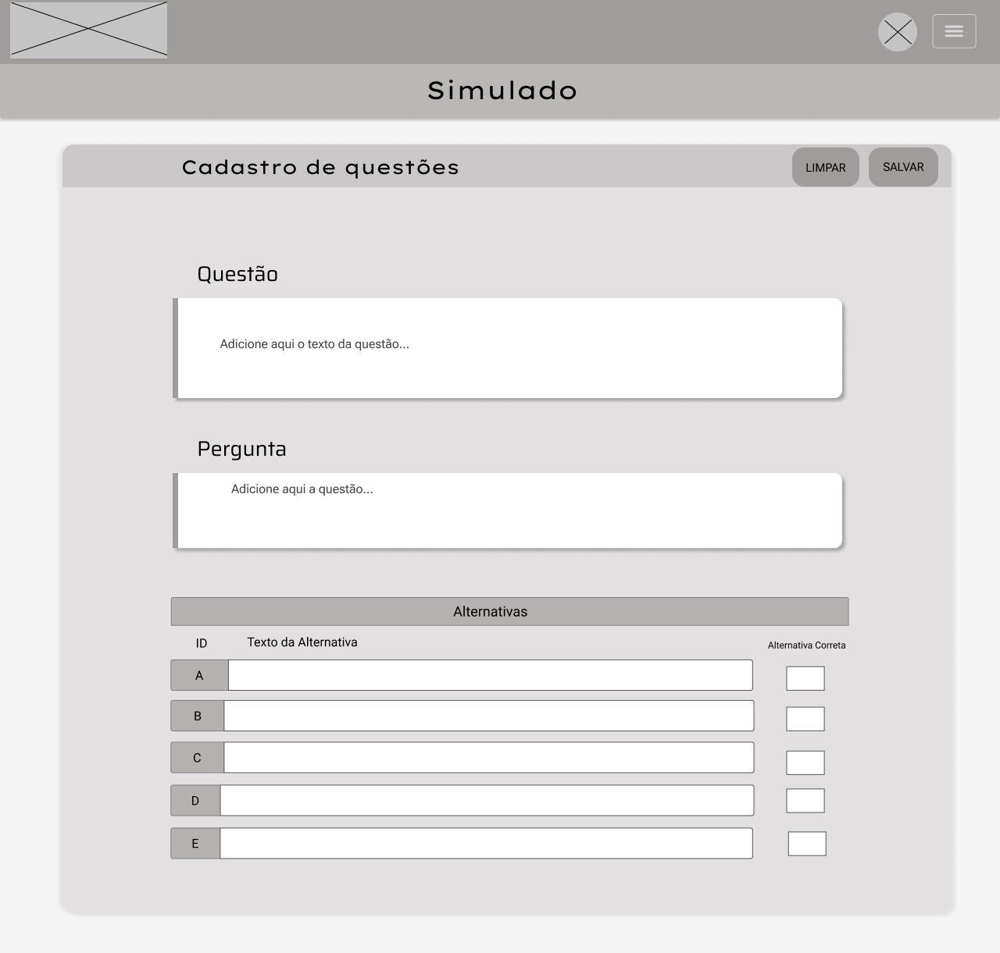 Simulado
Cadastro de questões
LIMPAR
SALVAR
Questão
Adicione aqui o texto da questão...
Pergunta
Adicione aqui a questão...
Alternativas
ID
Texto da Alternativa
Alternativa Correta
A
B
C
D
E